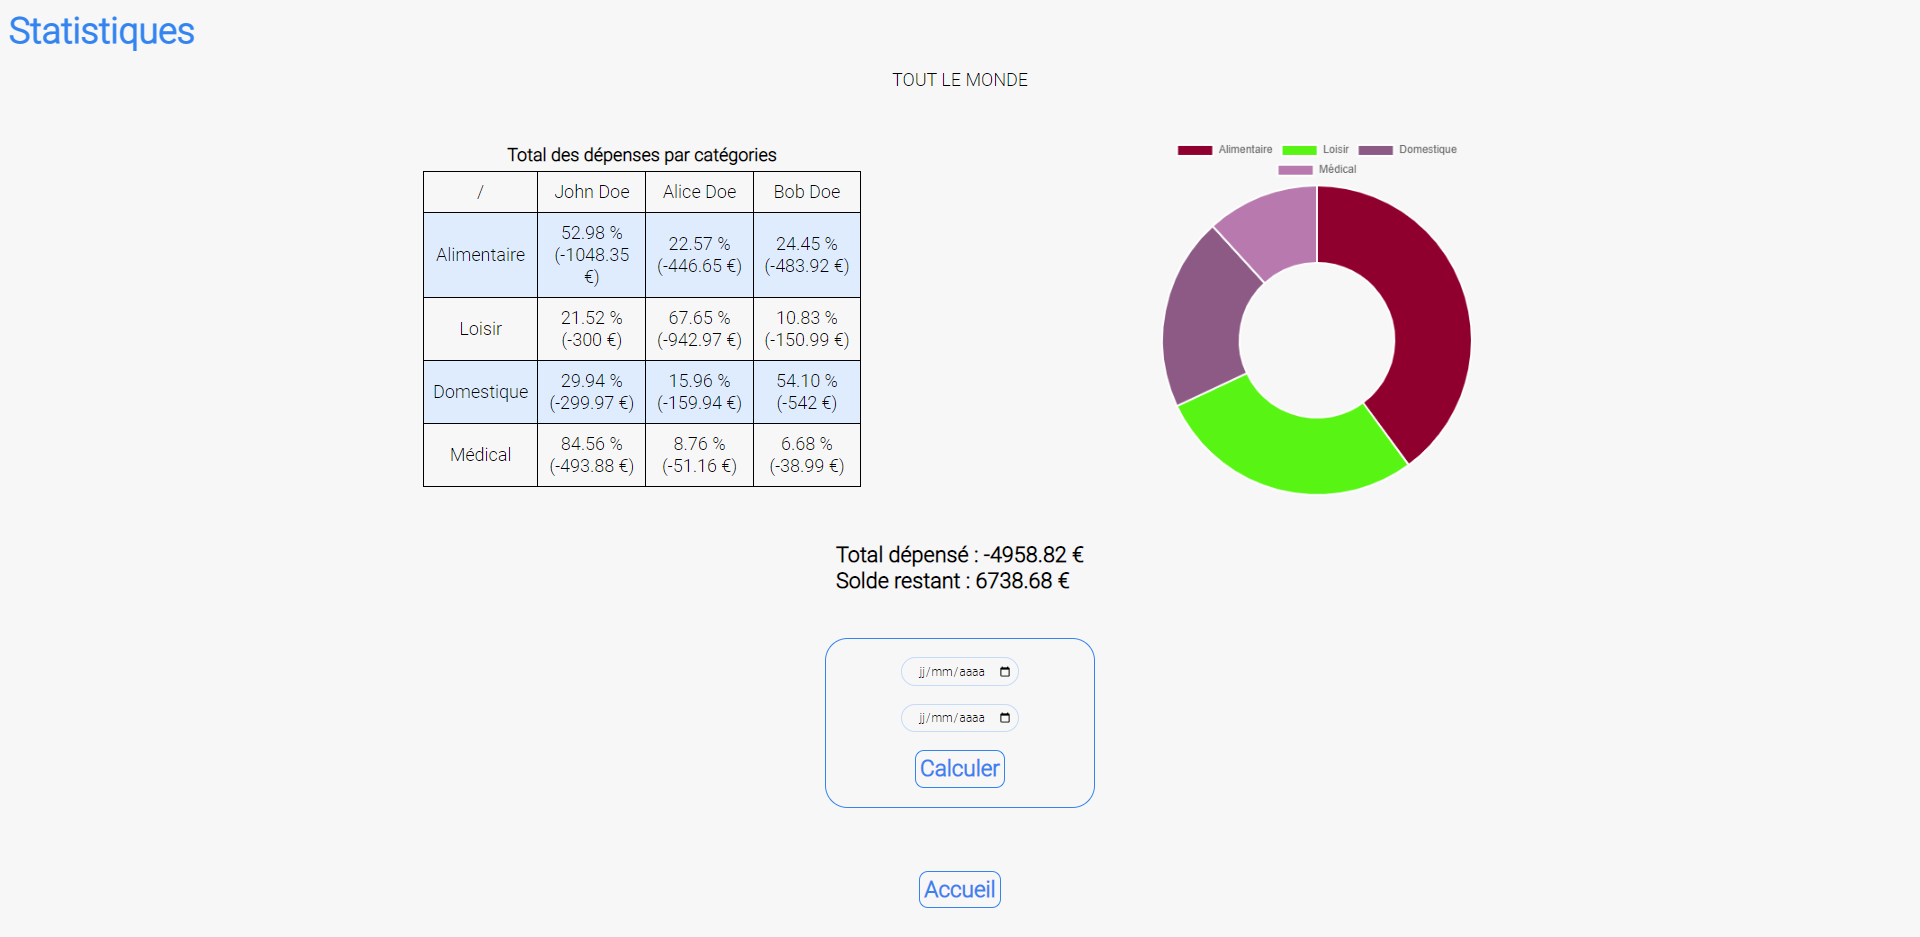 Statistiques
TOUT LE MONDE
Total des dépenses par catégories
/ John Doe Alice Doe Bob Doe
Alimentaire
52.98 %
(-1048.35
€)
22.57 %
(-446.65 €)
24.45 %
(-483.92 €)
Loisir
21.52 %
(-300 €)
67.65 %
(-942.97 €)
10.83 %
(-150.99 €)
Domestique
29.94 %
(-299.97 €)
15.96 %
(-159.94 €)
54.10 %
(-542 €)
Médical
84.56 %
(-493.88 €)
8.76 %
(-51.16 €)
6.68 %
(-38.99 €)
Alimentaire Loisir Domestique
Médical
Total dépensé : -4958.82 €
Solde restant : 6738.68 €
jj/mm/aaaa
jj/mm/aaaa
Calculer
Accueil